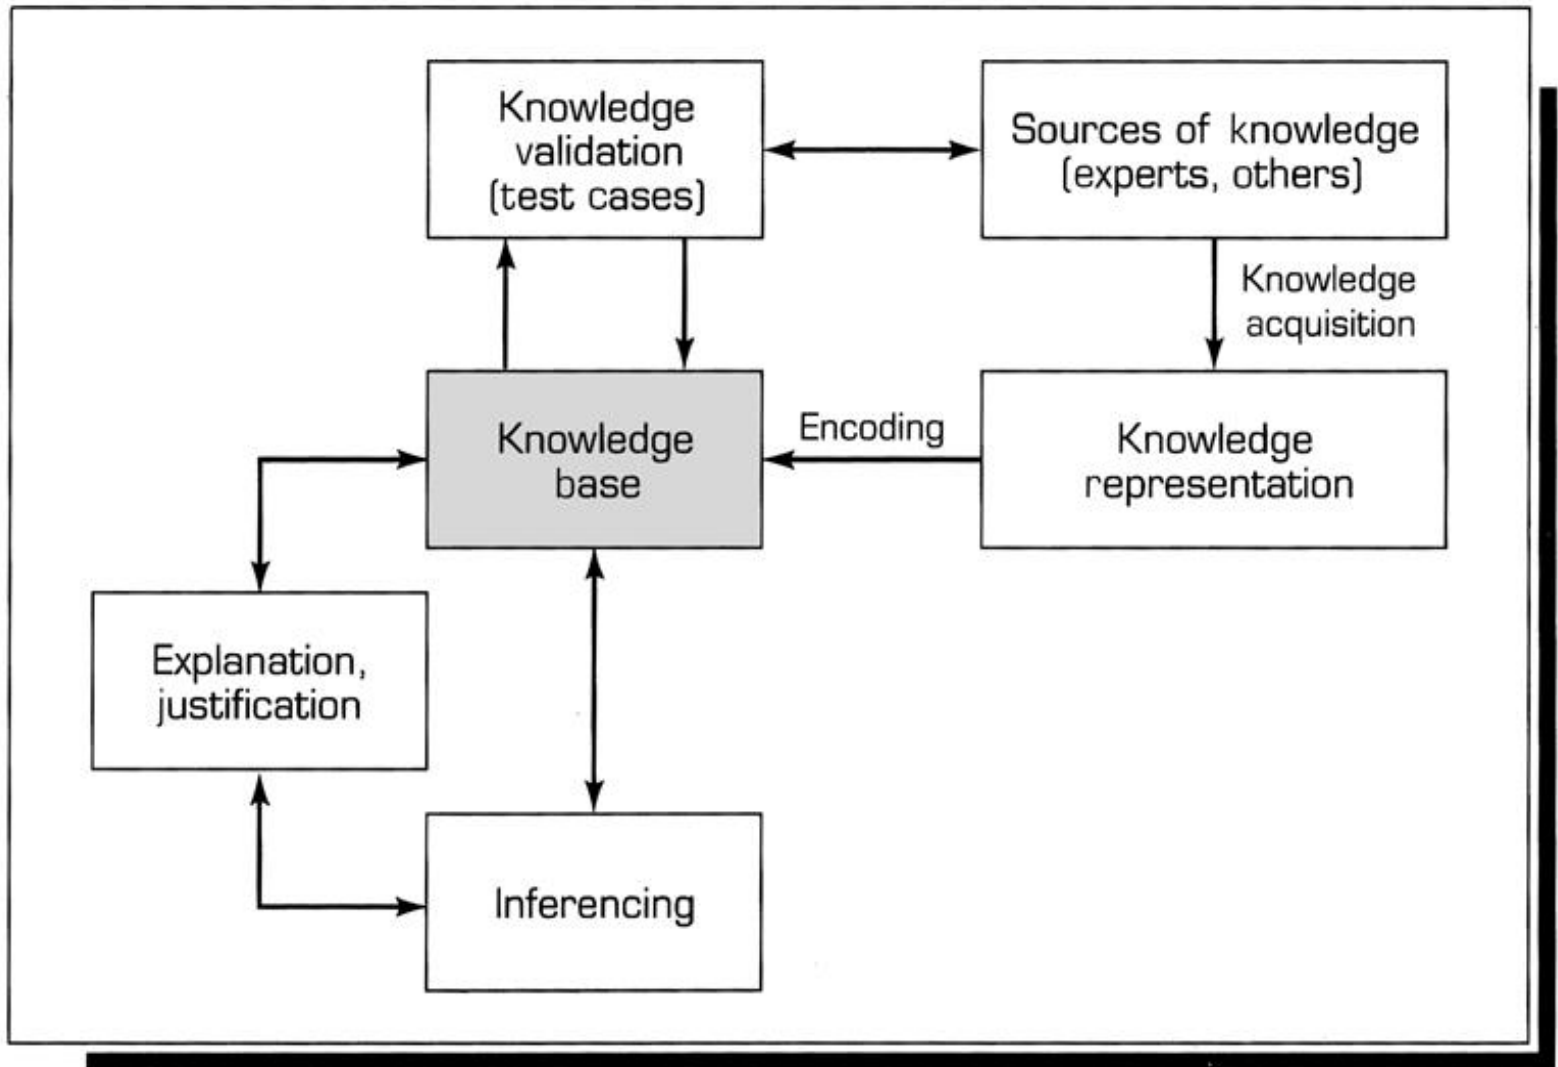 Knowledge
validation
(test cases)
Sources of knowledge
(experts, others)
Knowledge
acquisition
Knowledge
base
Encoding
Knowledge
representation
Explanation,
justification
Inferencing